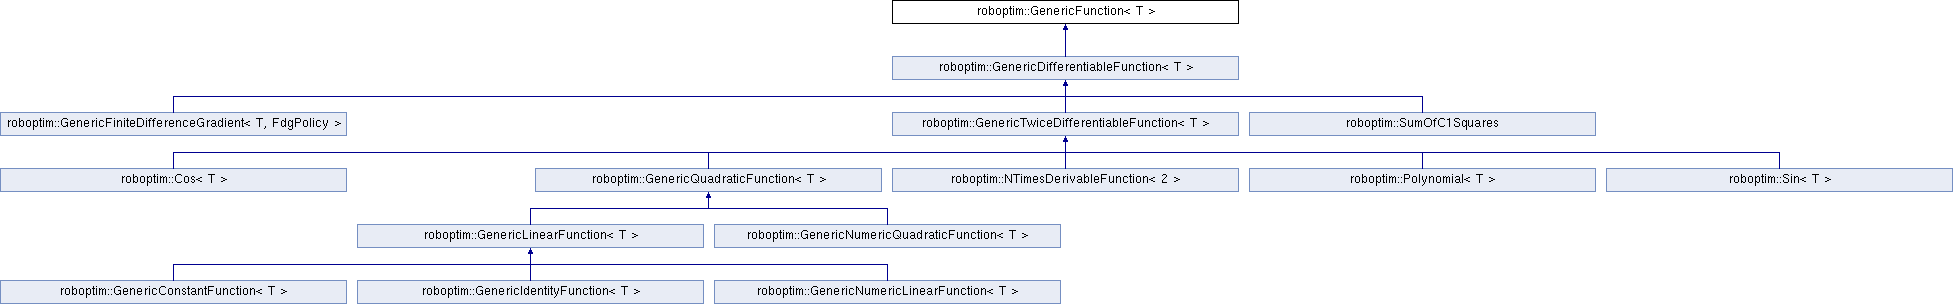 roboptim::GenericFunction< T >
roboptim::GenericDifferentiableFunction< T >
roboptim::GenericFiniteDifferenceGradient< T, FdgPolicy >
roboptim::GenericTwiceDifferentiableFunction< T >
roboptim::SumOfC1Squares
roboptim::Cos< T >
roboptim::GenericQuadraticFunction< T >
roboptim::NTimesDerivableFunction< 2 >
roboptim::Polynomial< T >
roboptim::Sin< T >
roboptim::GenericLinearFunction< T >
roboptim::GenericNumericQuadraticFunction< T >
roboptim::GenericConstantFunction< T >
roboptim::GenericIdentityFunction< T >
roboptim::GenericNumericLinearFunction< T >